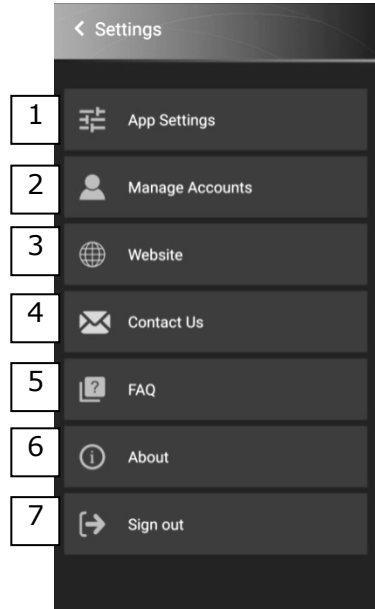 Settings
1 App Settings
2 Manage Accounts
3 Website
4 Contact Us
5 ? FAQ
6 i About
7 Sign out